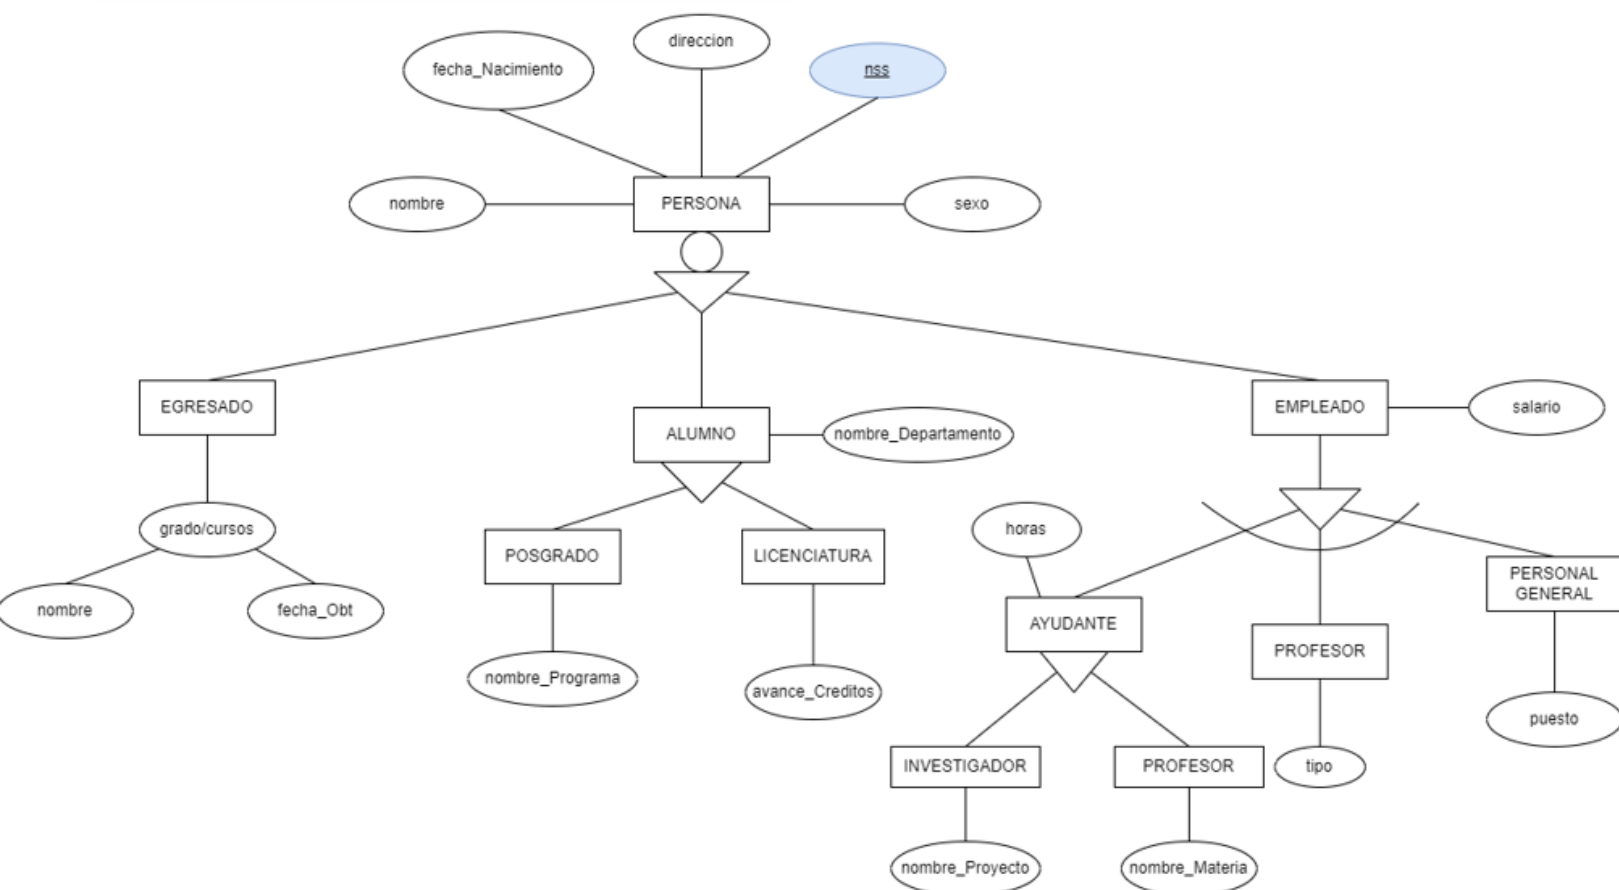 direccion
fecha_Nacimiento
nss
nombre
PERSONA
sexo
EGRESADO
ALUMNO
nombre_Departamento
EMPLEADO
salario
grado/cursos
horas
POSGRADO
LICENCIATURA
PERSONAL
GENERAL
nombre
fecha_Obt
AYUDANTE
PROFESOR
nombre_Programa
avance_Creditos
puesto
INVESTIGADOR
PROFESOR
tipo
nombre_Proyecto
nombre_Materia